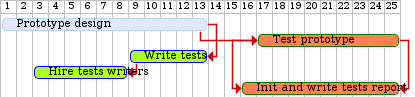 1 2 3 4 5 6 7 8 9 10 11 12 13 14 15 16 17 18 19 20 21 22 23 24 25
Prototype design
Test prototype
Write tests
Hire tests writers
Init and write tests report